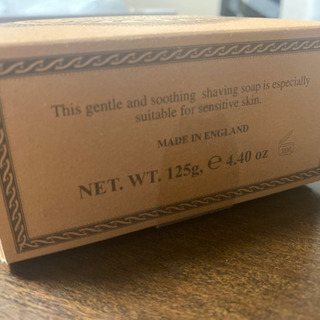 This gentle and soothing shaving soap is especially
suitable for sensitive skin.
MADE IN ENGLAND
NET. WT. 125g, ℮ 4.40 oz